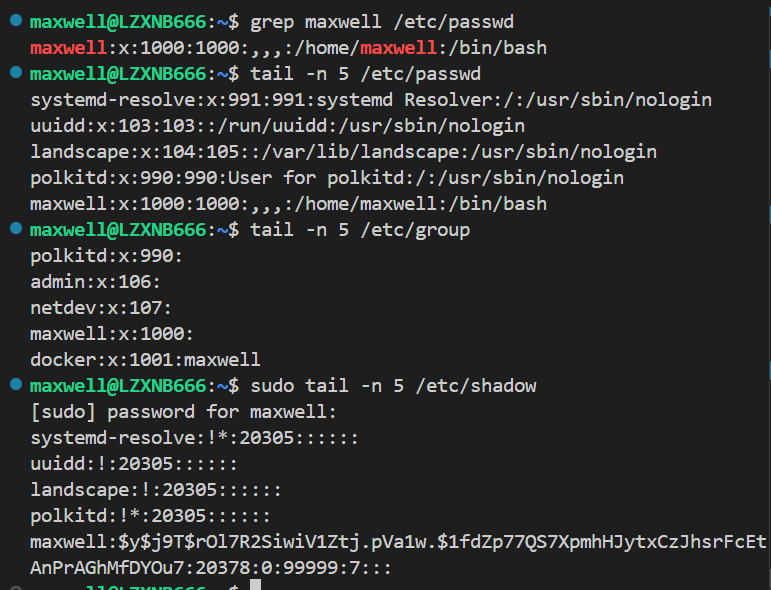 maxwell@LZXNB666:~$ grep maxwell /etc/passwd
maxwell:x:1000:1000:,,,:/home/maxwell:/bin/bash
maxwell@LZXNB666:~$ tail -n 5 /etc/passwd
systemd-resolve:x:991:991:systemd Resolver:/:/usr/sbin/nologin
uuidd:x:103:103::/run/uuidd:/usr/sbin/nologin
landscape:x:104:105::/var/lib/landscape:/usr/sbin/nologin
polkitd:x:990:990:User for polkitd:/:/usr/sbin/nologin
maxwell:x:1000:1000:,,,:/home/maxwell:/bin/bash
maxwell@LZXNB666:~$ tail -n 5 /etc/group
polkitd:x:990:
admin:x:106:
netdev:x:107:
maxwell:x:1000:
docker:x:1001:maxwell
maxwell@LZXNB666:~$ sudo tail -n 5 /etc/shadow
[sudo] password for maxwell:
systemd-resolve:!*:20305::::::
uuidd:!:20305::::::
landscape:!:20305::::::
polkitd:!*:20305::::::
maxwell:$y$j9T$rOl7R2SiwiV1Ztj.pVa1w.$1fdZp77QS7XpmhHJytxCzJhsrFcEt
AnPrAGhMfDYOu7:20378:0:99999:7:::
maxwell@LZXNB666:~$